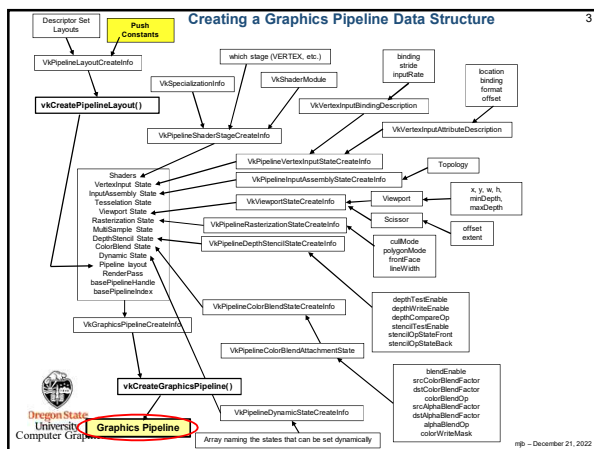 Creating a Graphics Pipeline Data Structure
3
Descriptor Set
Layouts
Push
Constants
which stage (VERTEX, etc.)
binding
stride
inputRate
location
binding
format
offset
VkPipelineLayoutCreateInfo
VkSpecializationInfo
VkShaderModule
vkCreatePipelineLayout( )
VkVertexInputBindingDescription
VkPipelineShaderStageCreateInfo
VkVertexInputAttributeDescription
VkPipelineVertexInputStateCreateInfo
VkPipelineInputAssemblyStateCreateInfo
Topology
Shaders
VertexInput State
InputAssembly State
Tesselation State
Viewport State
Rasterization State
MultiSample State
DepthStencil State
ColorBlend State
Dynamic State
Pipeline layout
RenderPass
basePipelineHandle
basePipelineIndex
VkViewportStateCreateInfo
Viewport
x, y, w, h,
minDepth,
maxDepth
Scissor
offset
extent
VkPipelineRasterizationStateCreateInfo
cullMode
polygonMode
frontFace
lineWidth
VkPipelineDepthStencilStateCreateInfo
depthTestEnable
depthWriteEnable
depthCompareOp
stencilTestEnable
stencilOpStateFront
stencilOpStateBack
VkPipelineColorBlendStateCreateInfo
VkGraphicsPipelineCreateInfo
VkPipelineColorBlendAttachmentState
blendEnable
srcColorBlendFactor
dstColorBlendFactor
colorBlendOp
srcAlphaBlendFactor
dstAlphaBlendFactor
alphaBlendOp
colorWriteMask
vkCreateGraphicsPipeline( )
VkPipelineDynamicStateCreateInfo
Graphics Pipeline
Array naming the states that can be set dynamically
Oregon State
University
Computer Graphics
mjb – December 21, 2022